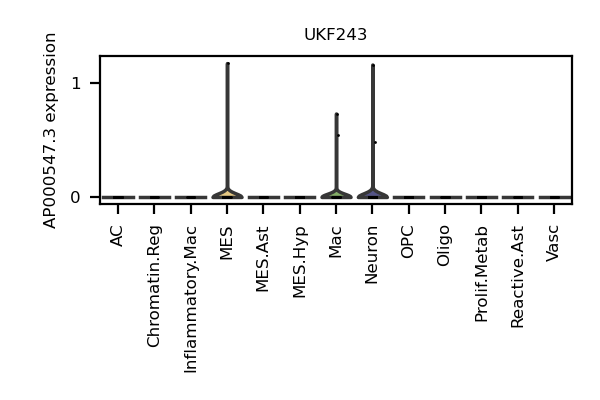 UKF243
AP000547.3 expression
1
0
AC
Chromatin.Reg
Inflammatory.Mac
MES
MES.Ast
MES.Hyp
Mac
Neuron
OPC
Oligo
Prolif.Metab
Reactive.Ast
Vasc